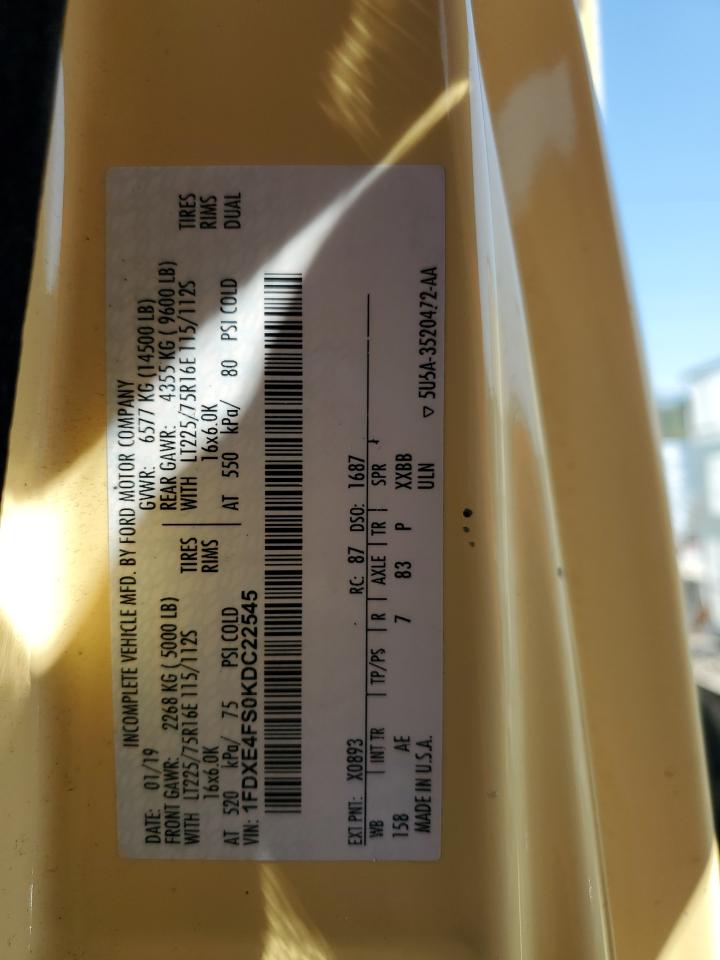 INCOMPLETE VEHICLE MFD. BY FORD MOTOR COMPANY
DATE: 01/19 GVWR: 6577 KG (14500 LB)
FRONT GAWR: 2268 KG ( 5000 LB) REAR GAWR: 4355 KG ( 9600 LB)
WITH LT225/75R16E 115/112S TIRES WITH LT225/75R16E 115/112S TIRES
16x6.0K RIMS 16x6.0K RIMS
AT 520 kPa/ 75 PSI COLD AT 550 kPa/ 80 PSI COLD DUAL
VIN: 1FDXE4FS0KDC22545
EXT PNT: X0893 RC: 87 DSO: 1687
WB | INT TR | TP/PS | R | AXLE | TR | SPR
158 AE 7 83 P XXBB
MADE IN U.S.A. ULN
▽ 5U5A-3520472-AA